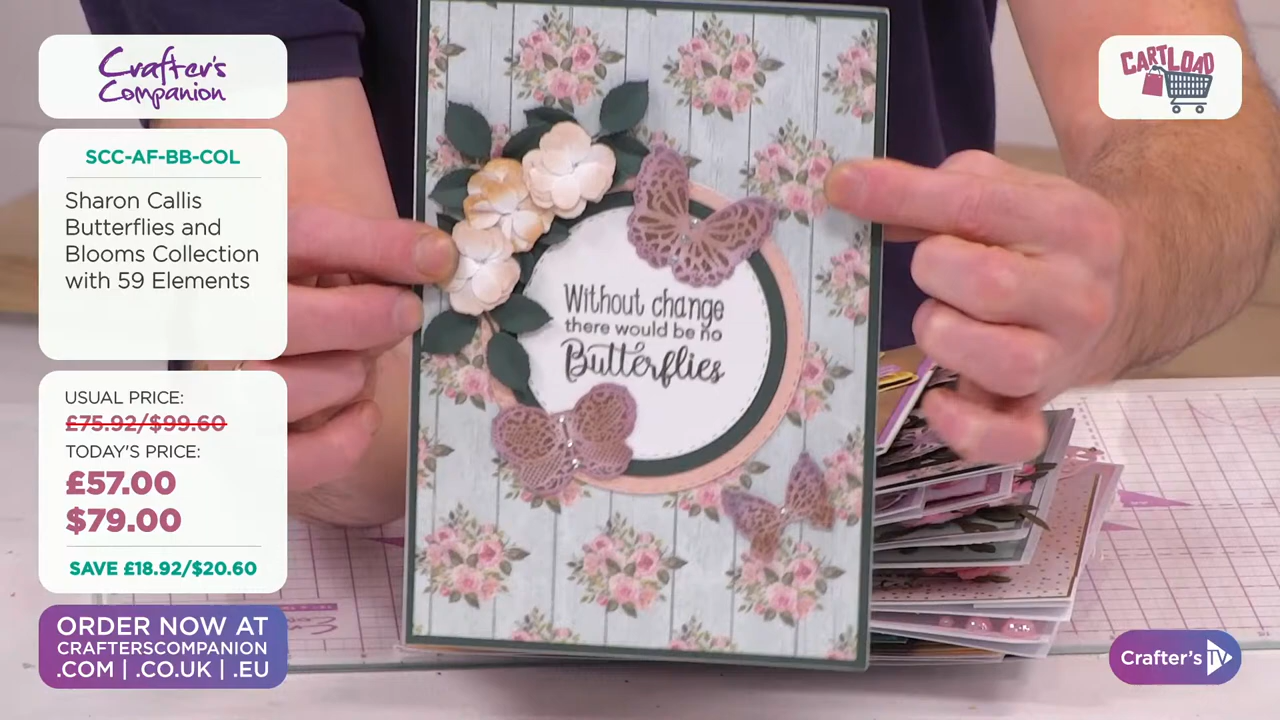 Crafter's
Companion
SCC-AF-BB-COL
Sharon Callis
Butterflies and
Blooms Collection
with 59 Elements
USUAL PRICE:
£75.92/$99.60
TODAY'S PRICE:
£57.00
$79.00
SAVE £18.92/$20.60
ORDER NOW AT
CRAFTERSCOMPANION
.COM | .CO.UK | .EU
Without change
there would be no
Butterflies
CARTLOAD
Crafter's TV